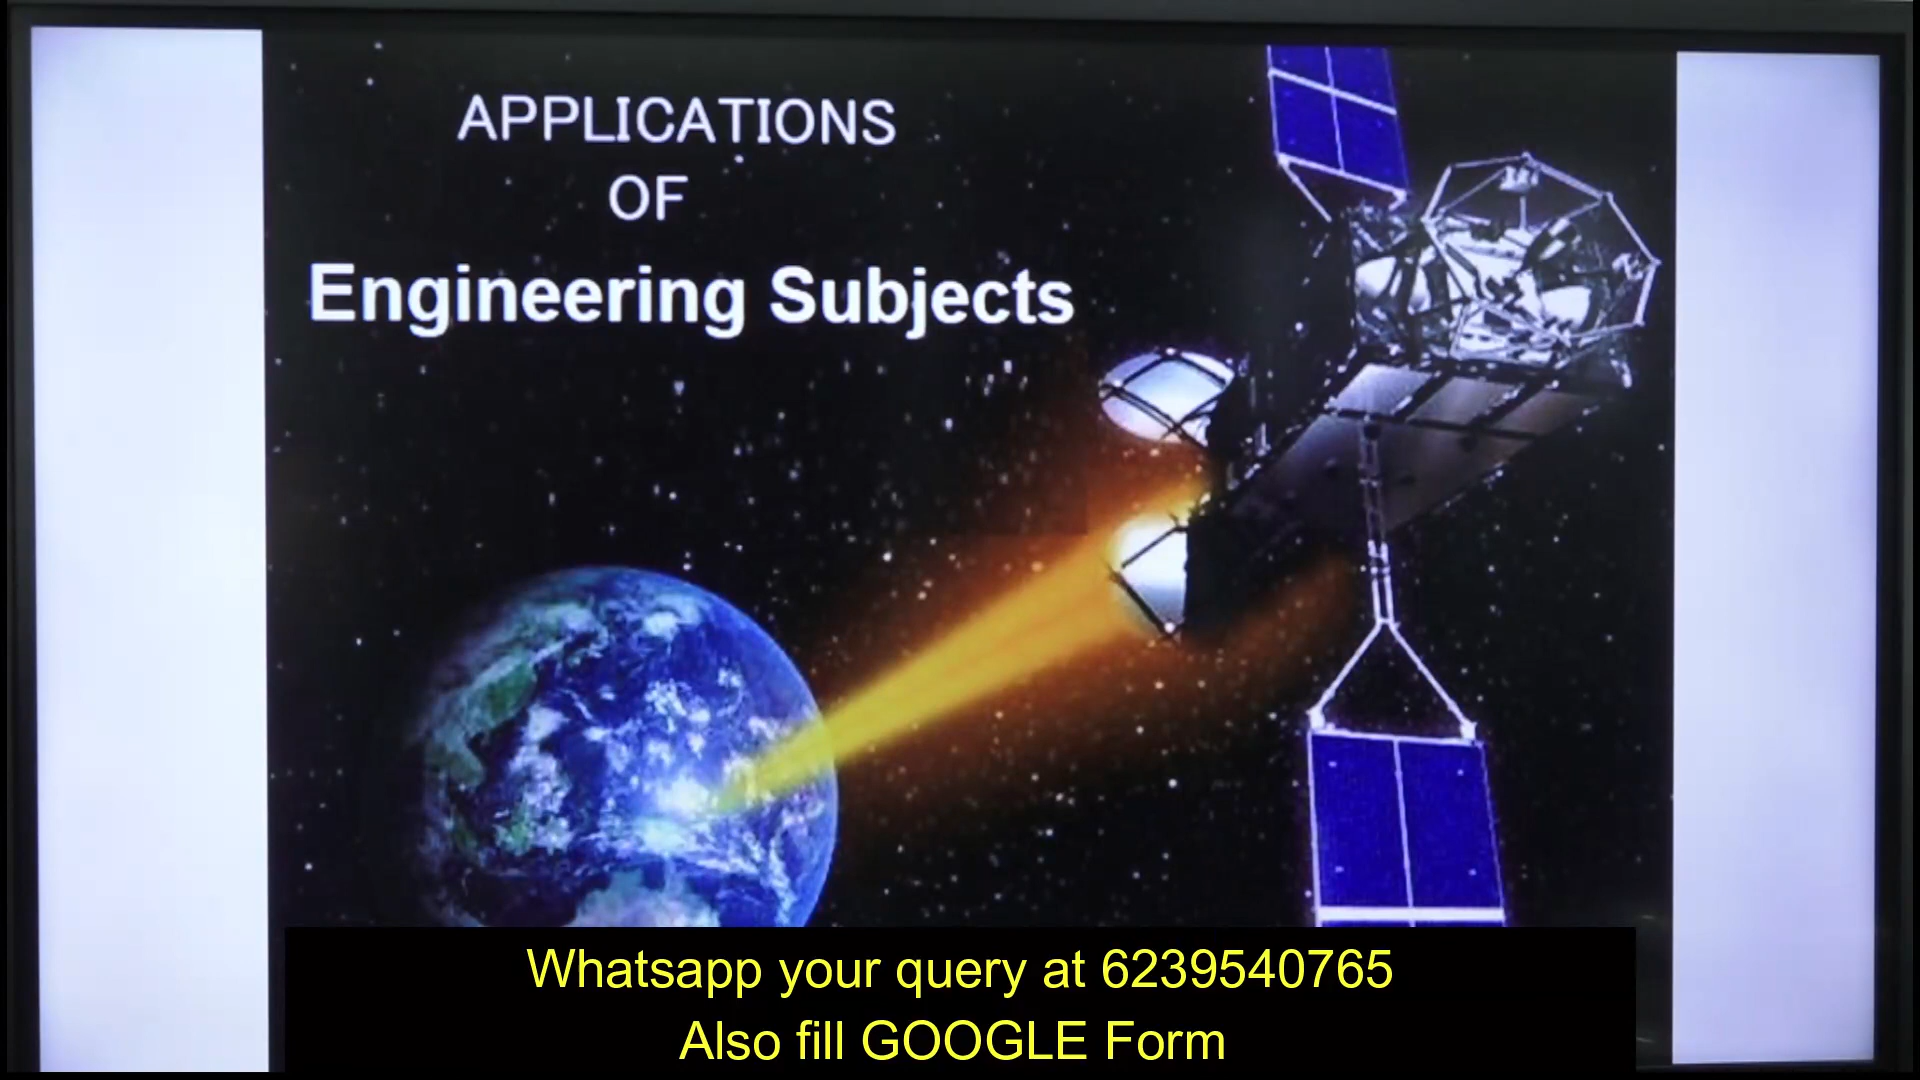 APPLICATIONS
OF
Engineering Subjects
Whatsapp your query at 6239540765
Also fill GOOGLE Form